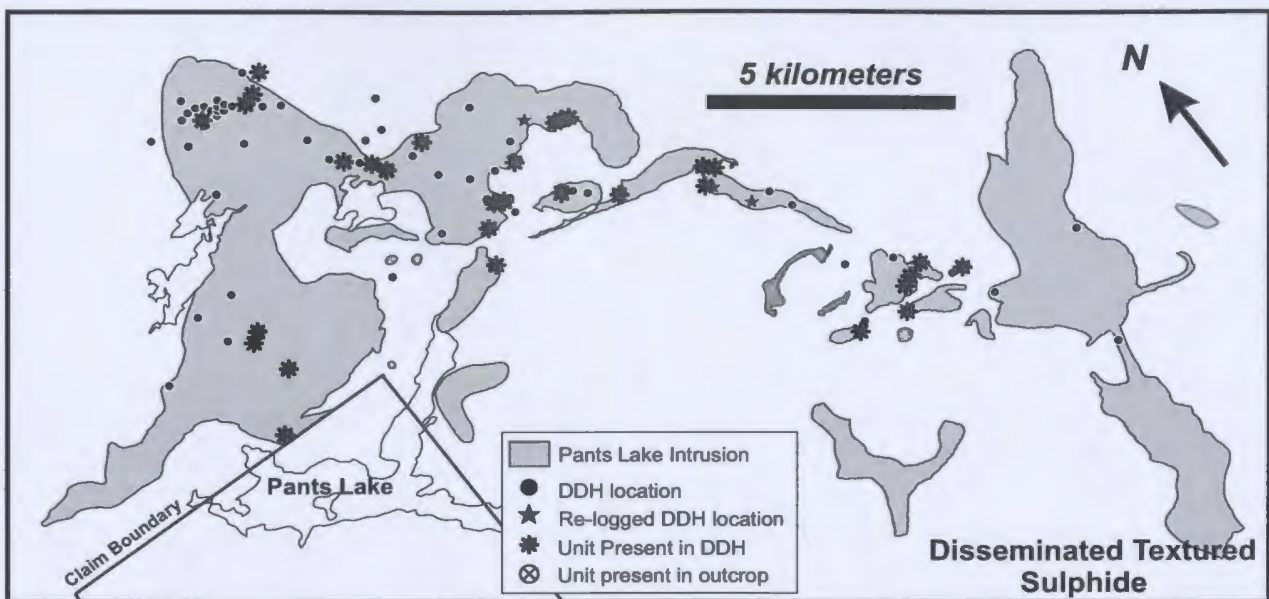 5 kilometers
N
Pants Lake
Claim Boundary
Pants Lake Intrusion
DDH location
Re-logged DDH location
Unit Present in DDH
Unit present in outcrop
Disseminated Textured
Sulphide